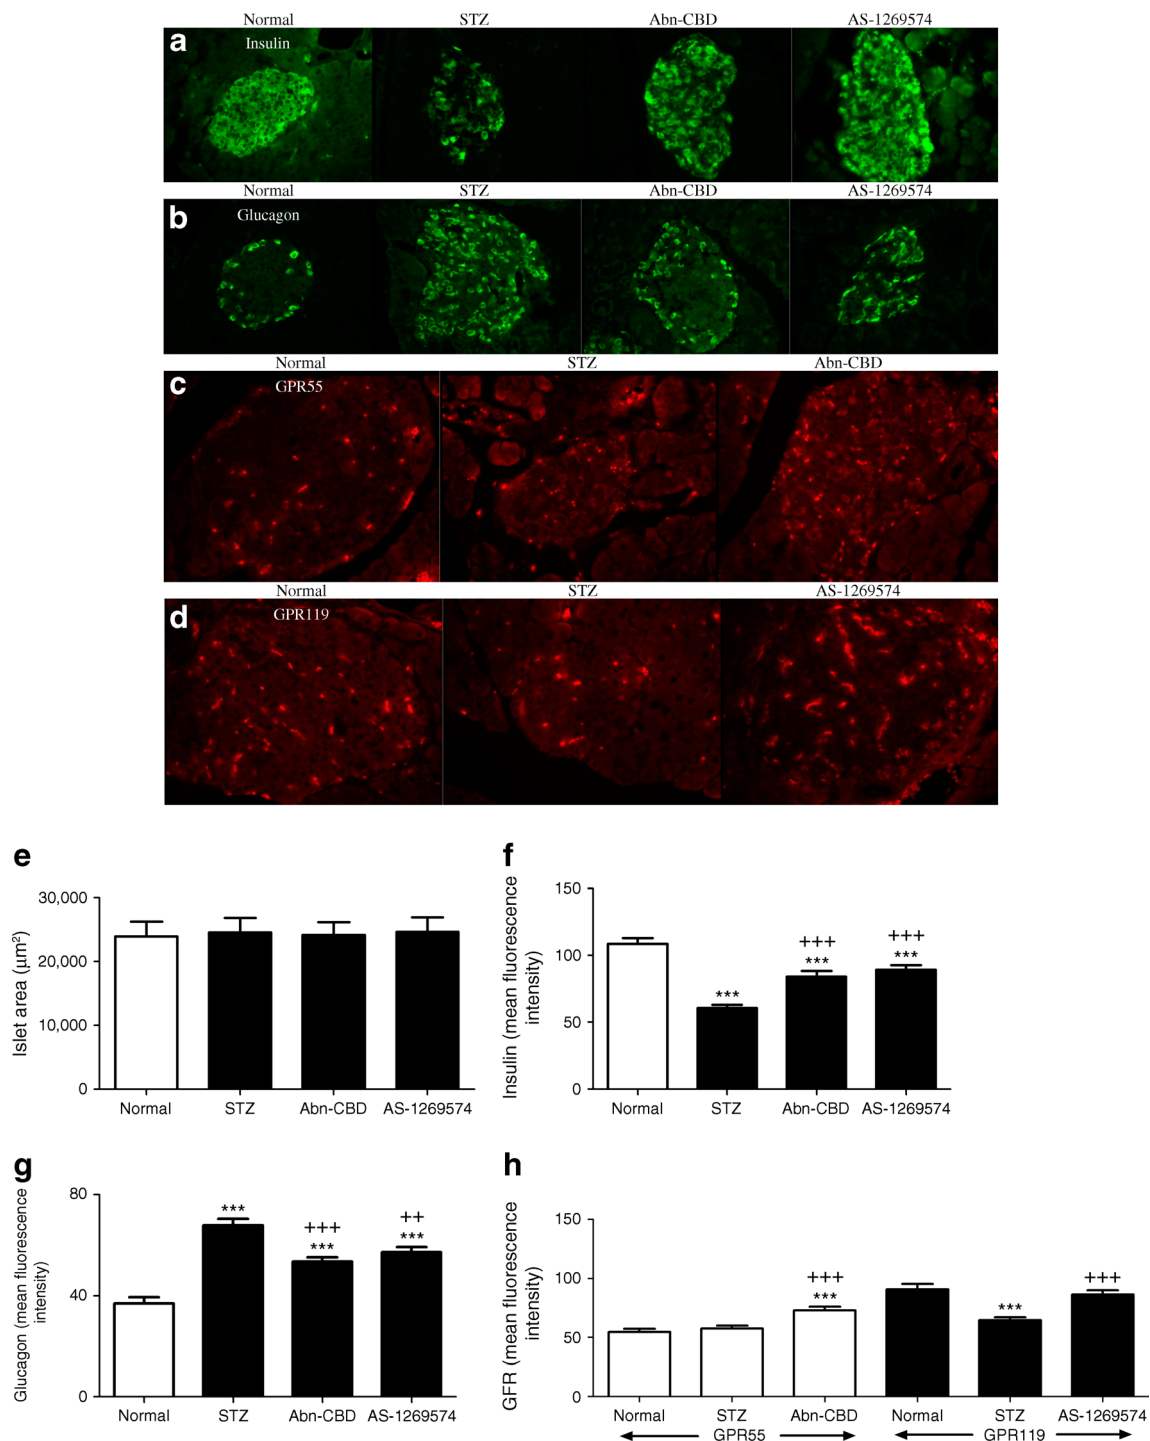 Normal STZ Abn-CBD AS-1269574
a Insulin
Normal STZ Abn-CBD AS-1269574
b Glucagon
Normal STZ Abn-CBD
c GPR55
Normal STZ AS-1269574
d GPR119
e
Islet area (µm²)
30,000
20,000
10,000
0
Normal STZ Abn-CBD AS-1269574
f
Insulin (mean fluorescence
intensity)
150
100
50
0
***
+++
***
+++
***
Normal STZ Abn-CBD AS-1269574
g
Glucagon (mean fluorescence
intensity)
80
40
0
***
+++
***
++
***
Normal STZ Abn-CBD AS-1269574
h
GFR (mean fluorescence
intensity)
150
100
50
0
+++
***
***
+++
Normal STZ Abn-CBD Normal STZ AS-1269574
GPR55 GPR119